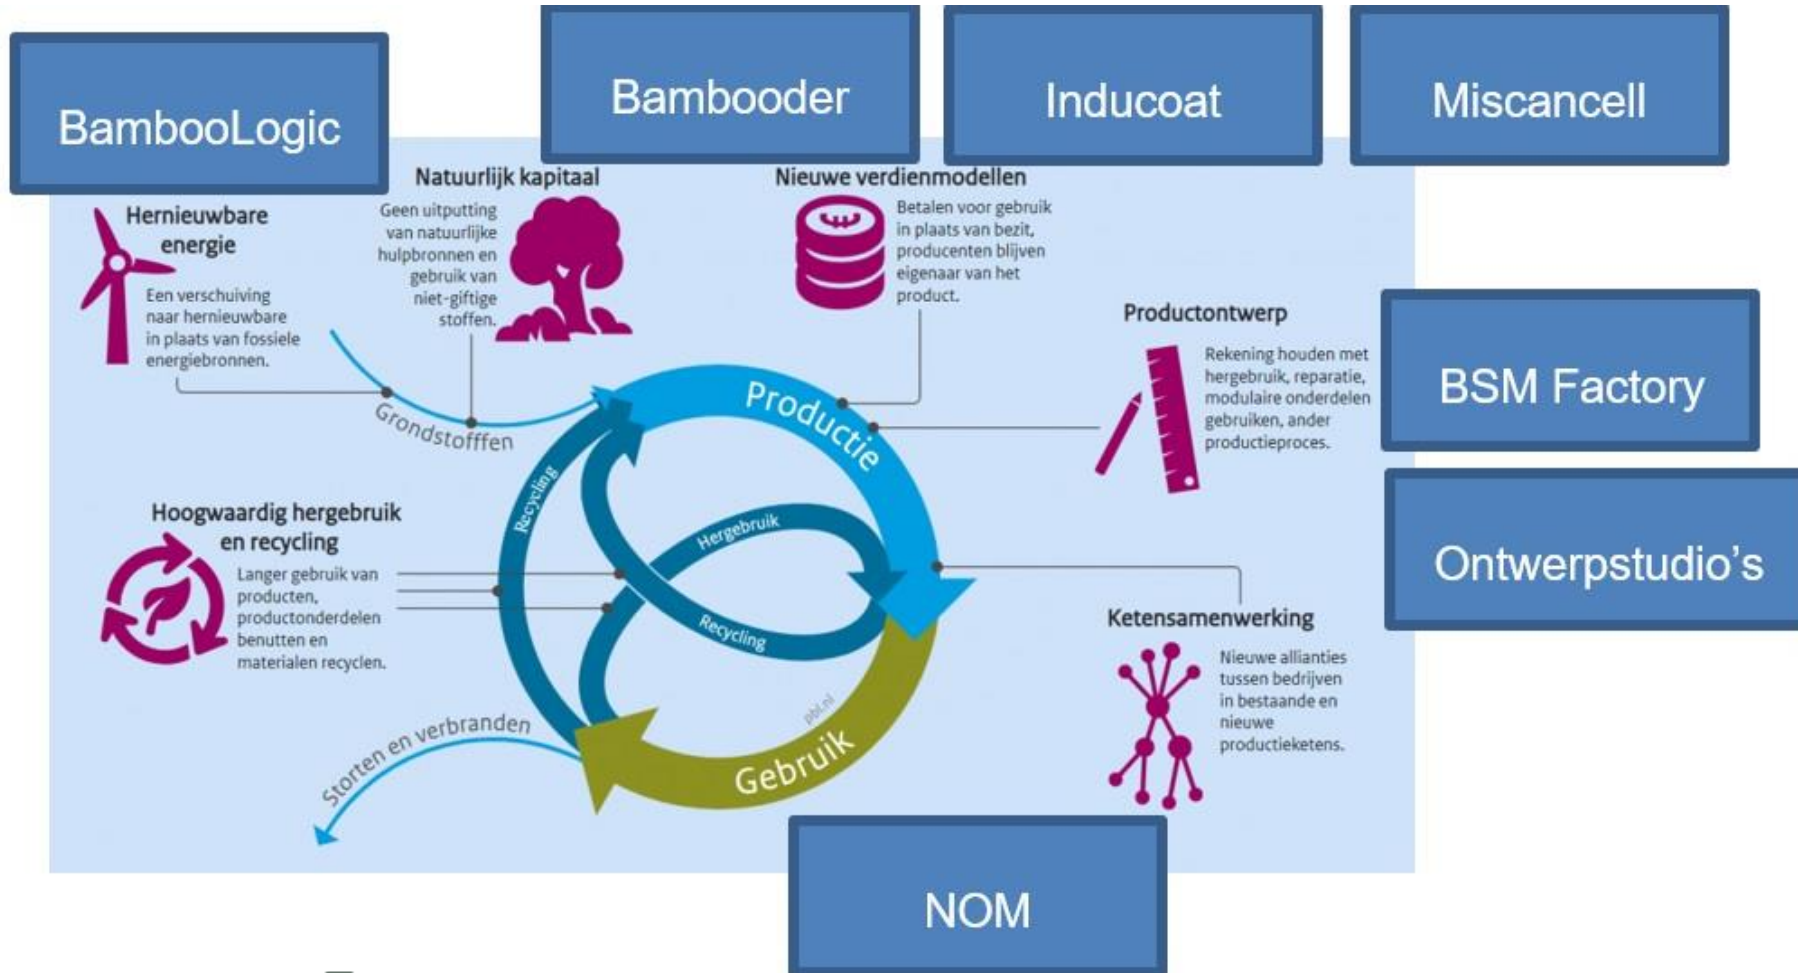 BambooLogic
Bambooder
Inducoat
Miscancell
Hernieuwbare
energie
Een verschuiving
naar hernieuwbare
in plaats van fossiele
energiebronnen.
Natuurlijk kapitaal
Geen uitputting
van natuurlijke
hulpbronnen en
gebruik van
niet-giftige
stoffen.
Nieuwe verdienmodellen
Betalen voor gebruik
in plaats van bezit,
producenten blijven
eigenaar van het
product.
Productontwerp
Rekening houden met
hergebruik, reparatie,
modulaire onderdelen
gebruiken, ander
productieproces.
BSM Factory
Ontwerpstudio’s
Grondstofffen
Productie
Recycling
Hergebruik
Recycling
Hoogwaardig hergebruik
en recycling
Langer gebruik van
producten,
productonderdelen
benutten en
materialen recyclen.
Ketensamenwerking
Nieuwe allianties
tussen bedrijven
in bestaande en
nieuwe
productieketens.
Storten en verbranden
pbl.nl
Gebruik
NOM